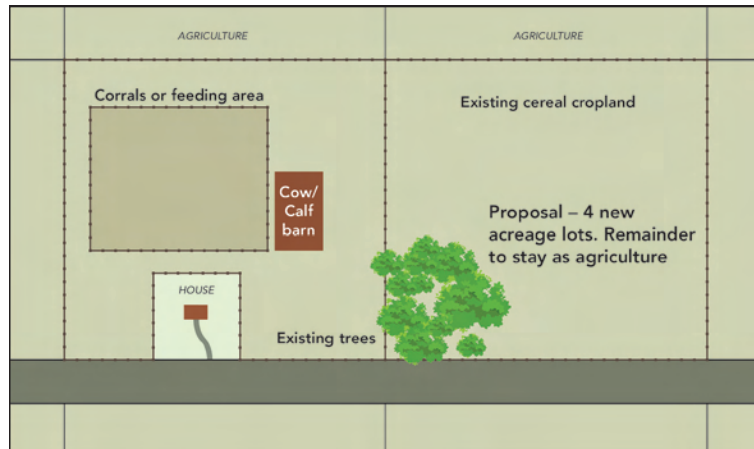 AGRICULTURE
AGRICULTURE
Corrals or feeding area
Existing cereal cropland
Cow/
Calf
barn
Proposal – 4 new
acreage lots. Remainder
to stay as agriculture
HOUSE
Existing trees